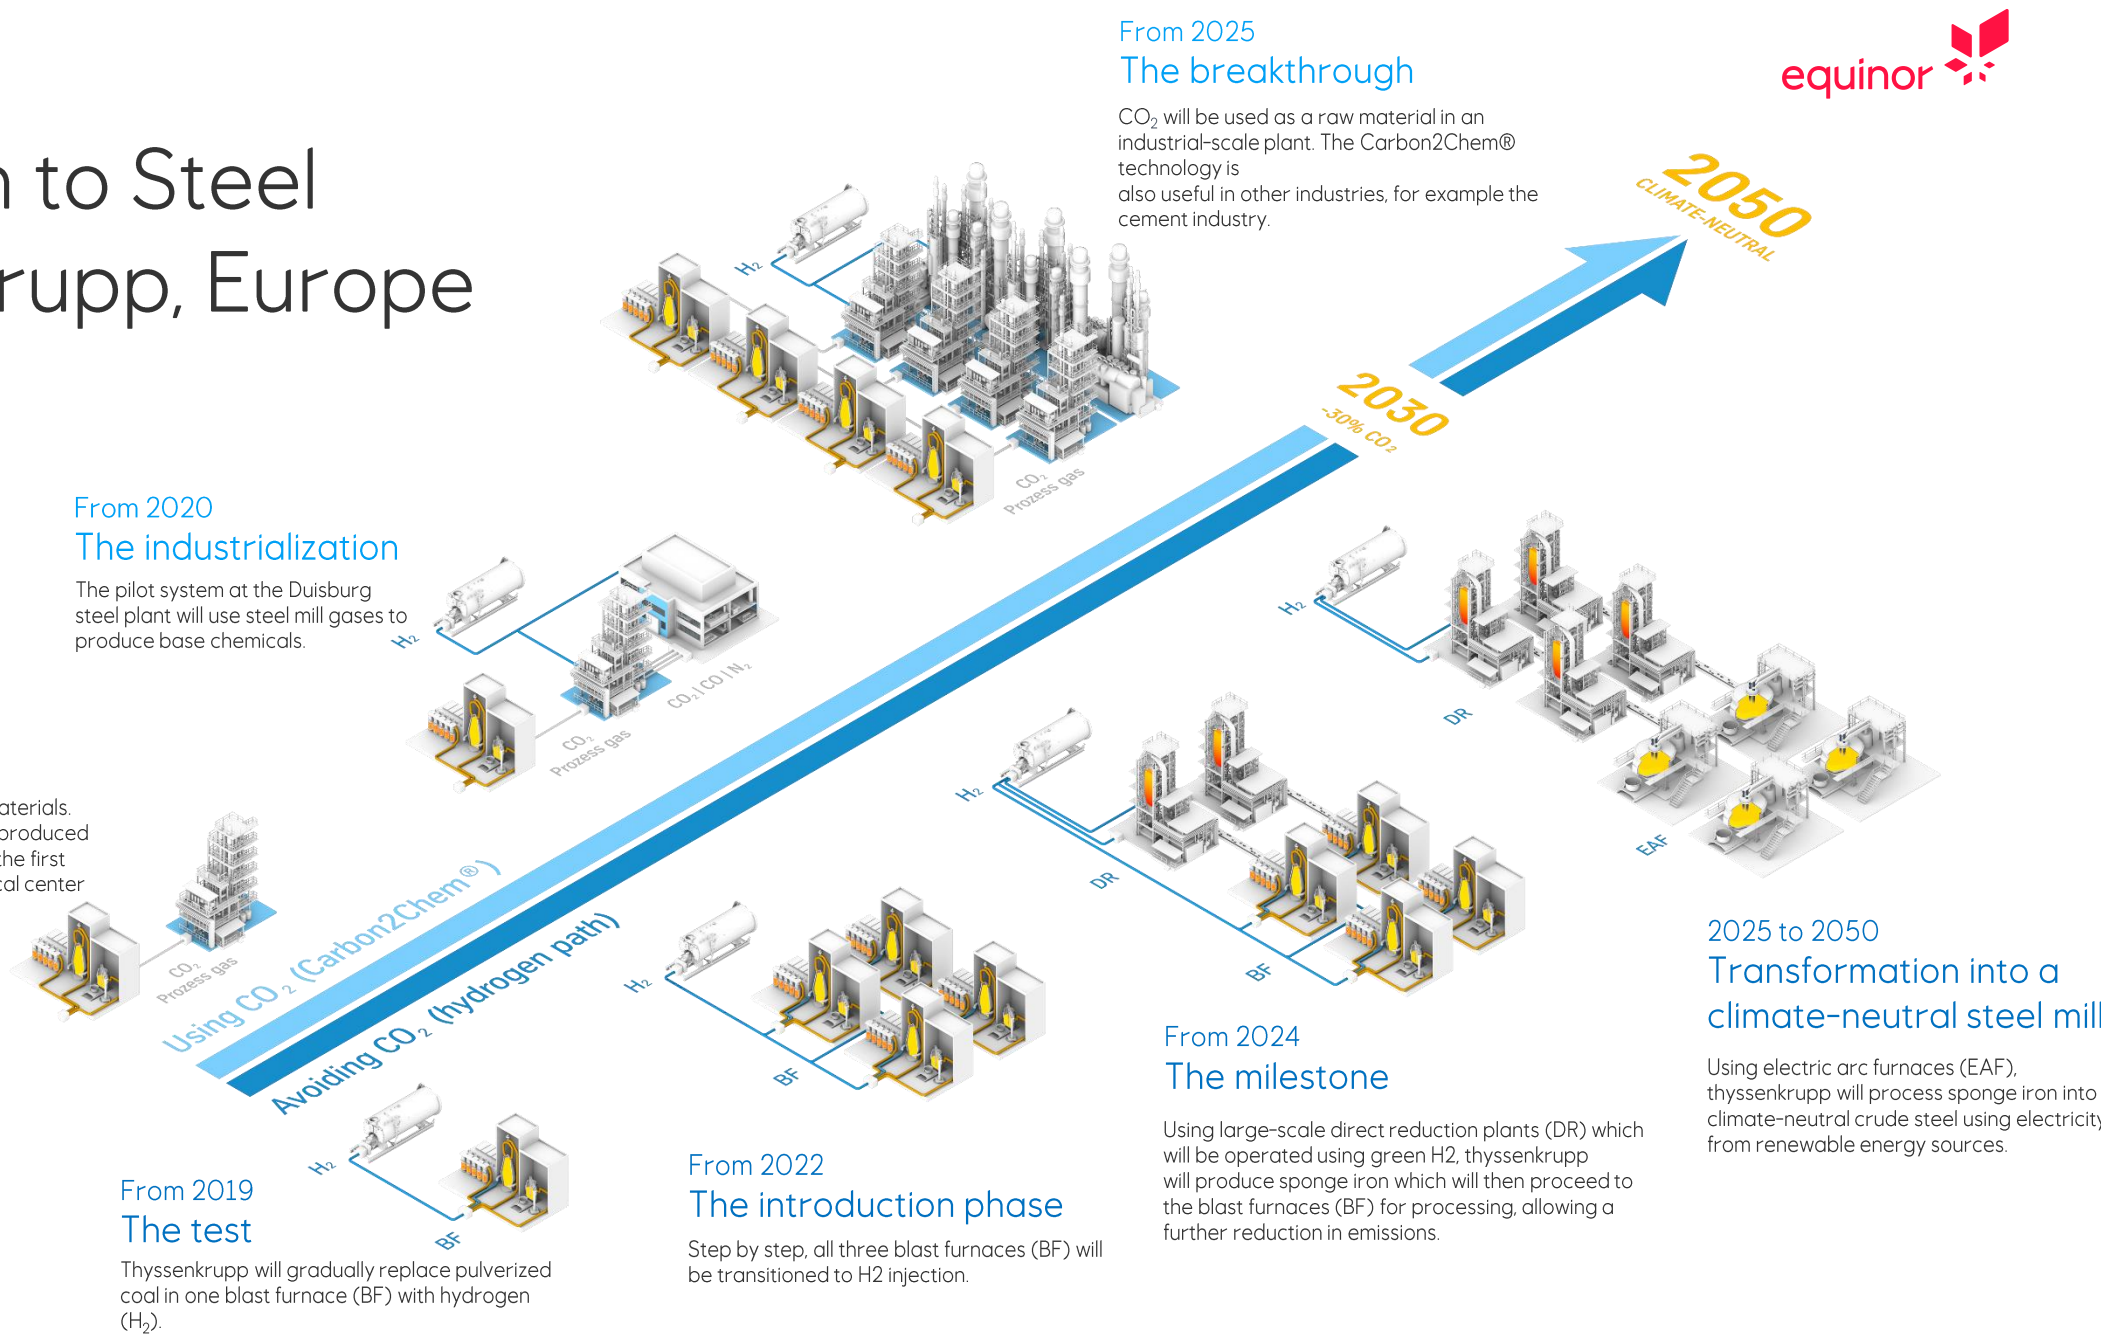 From 2025
The breakthrough
CO₂ will be used as a raw material in an
industrial-scale plant. The Carbon2Chem®
technology is
also useful in other industries, for example the
cement industry.
equinor
to Steel
rupp, Europe
2050
CLIMATE-NEUTRAL
2030
-30% CO₂
H₂
CO₂
Prozess gas
From 2020
The industrialization
The pilot system at the Duisburg
steel plant will use steel mill gases to
produce base chemicals.
H₂
CO₂ | CO | N₂
CO₂
Prozess gas
aterials.
produced
the first
cal center
CO₂
Prozess gas
Using CO₂ (Carbon2Chem®)
Avoiding CO₂ (hydrogen path)
H₂
BF
From 2019
The test
Thyssenkrupp will gradually replace pulverized
coal in one blast furnace (BF) with hydrogen
(H₂).
H₂
BF
From 2022
The introduction phase
Step by step, all three blast furnaces (BF) will
be transitioned to H2 injection.
H₂
DR
BF
From 2024
The milestone
Using large-scale direct reduction plants (DR) which
will be operated using green H2, thyssenkrupp
will produce sponge iron which will then proceed to
the blast furnaces (BF) for processing, allowing a
further reduction in emissions.
H₂
DR
EAF
2025 to 2050
Transformation into a
climate-neutral steel mill
Using electric arc furnaces (EAF),
thyssenkrupp will process sponge iron into
climate-neutral crude steel using electricity
from renewable energy sources.